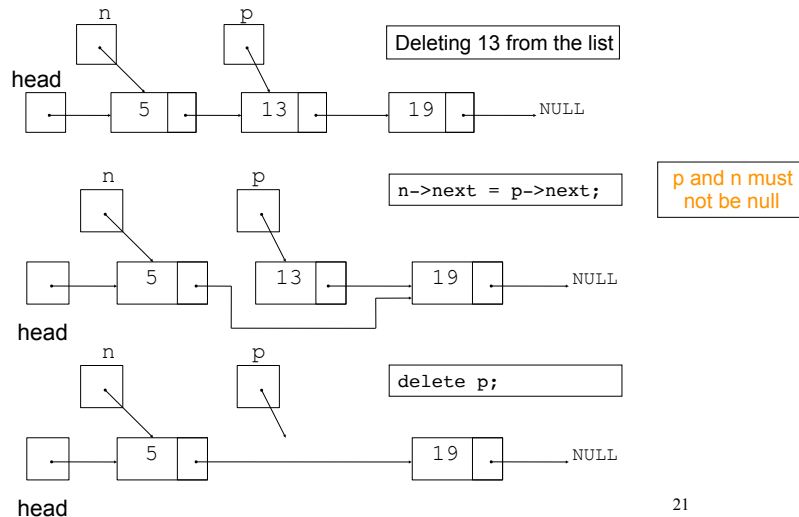 n p
Deleting 13 from the list
head
5 13 19 NULL
n p
n->next = p->next;
p and n must
not be null
5 13 19 NULL
head
n p
delete p;
5 19 NULL
head
21